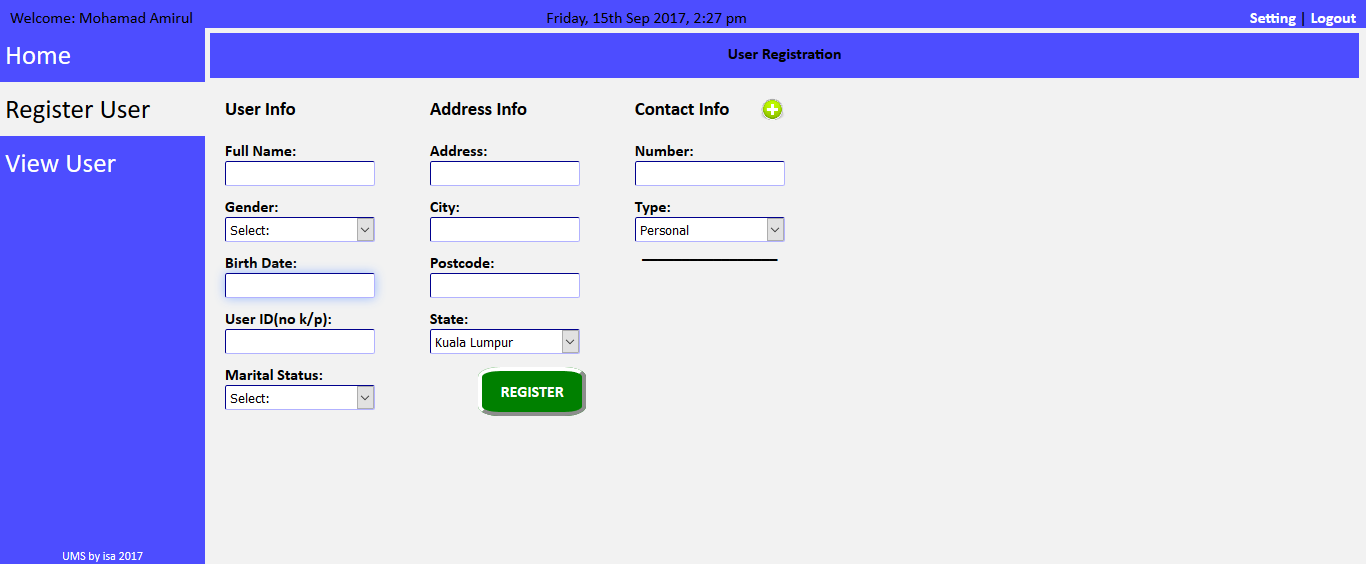 Welcome: Mohamad Amirul
Friday, 15th Sep 2017, 2:27 pm
Setting | Logout
Home
Register User
View User
UMS by isa 2017
User Registration
User Info
Full Name:
Gender:
Select:
Birth Date:
User ID(no k/p):
Marital Status:
Select:
Address Info
Address:
City:
Postcode:
State:
Kuala Lumpur
REGISTER
Contact Info
Number:
Type:
Personal